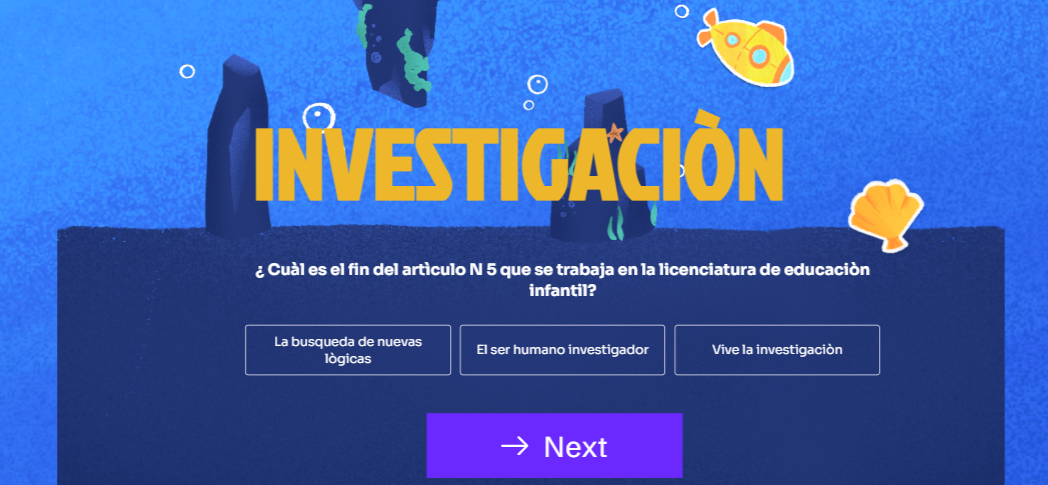 INVESTIGACIÒN
¿ Cuàl es el fin del artìculo N 5 que se trabaja en la licenciatura de educaciòn
infantil?
La busqueda de nuevas
lògicas
El ser humano investigador
Vive la investigaciòn
→ Next